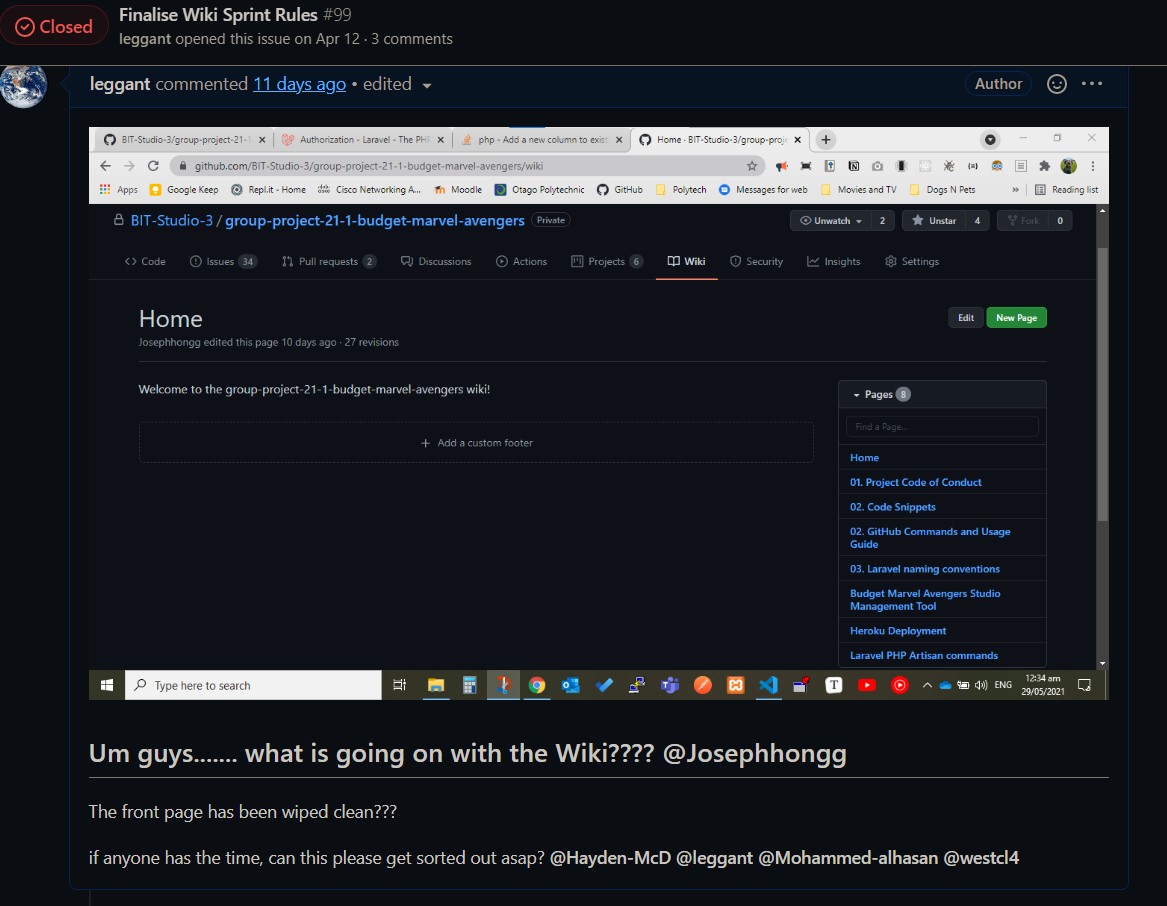 Closed
Finalise Wiki Sprint Rules #99
leggant opened this issue on Apr 12 · 3 comments
leggant commented 11 days ago • edited
Author
BIT-Studio-3/group-project-21-1
Authorization - Laravel - The PHP
php - Add a new column to exist
Home · BIT-Studio-3/group-proje
github.com/BIT-Studio-3/group-project-21-1-budget-marvel-avengers/wiki
Apps Google Keep Repl.it - Home Cisco Networking A... Moodle Otago Polytechnic GitHub Polytech Messages for web Movies and TV Dogs N Pets » Reading list
BIT-Studio-3 / group-project-21-1-budget-marvel-avengers Private
Unwatch 2 Unstar 4 Fork 0
Code Issues 34 Pull requests 2 Discussions Actions Projects 6 Wiki Security Insights Settings
Home
Edit New Page
Josephhongg edited this page 10 days ago · 27 revisions
Welcome to the group-project-21-1-budget-marvel-avengers wiki!
+ Add a custom footer
Pages 8
Find a Page...
Home
01. Project Code of Conduct
02. Code Snippets
02. GitHub Commands and Usage
Guide
03. Laravel naming conventions
Budget Marvel Avengers Studio
Management Tool
Heroku Deployment
Laravel PHP Artisan commands
Type here to search
ENG
12:34 am
29/05/2021
Um guys....... what is going on with the Wiki???? @Josephhongg
The front page has been wiped clean???
if anyone has the time, can this please get sorted out asap? @Hayden-McD @leggant @Mohammed-alhasan @westcl4